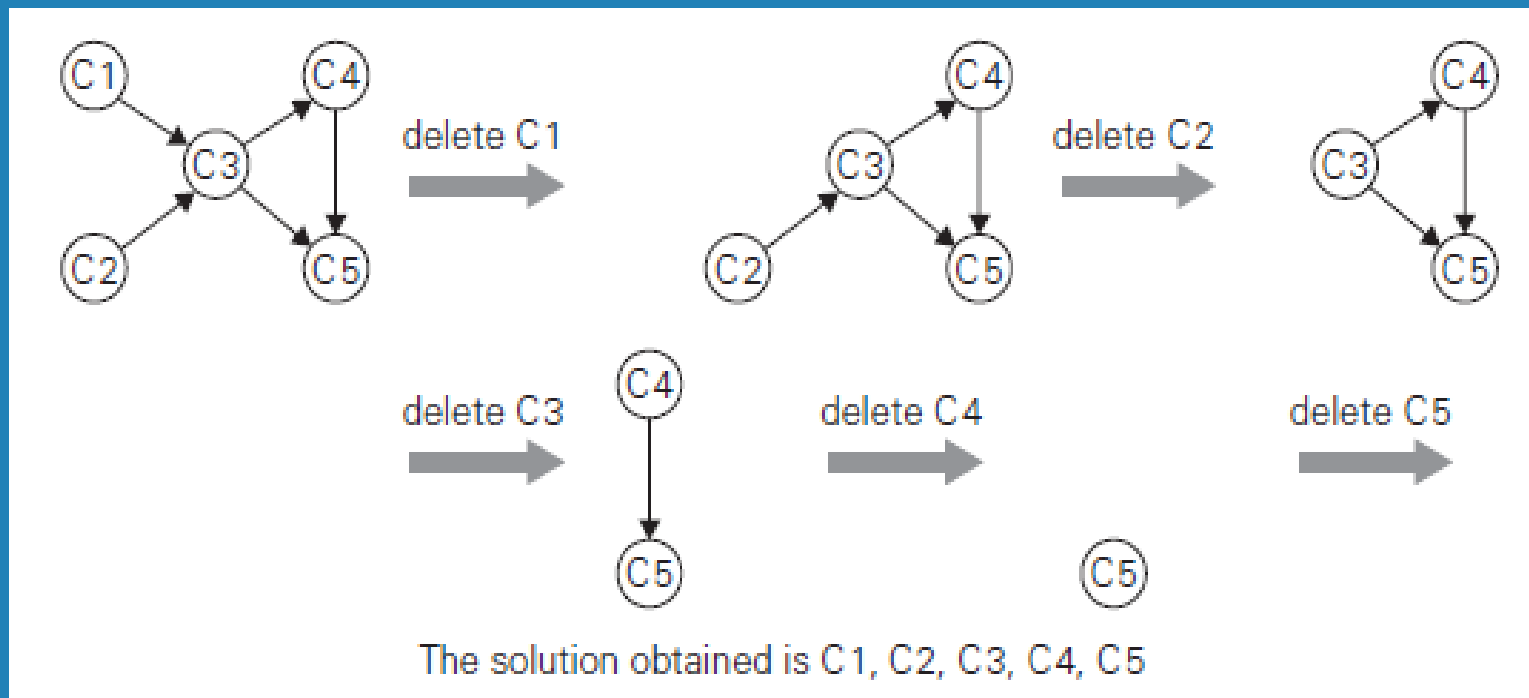 C1 C4 C4 C4
delete C1 delete C2
C3 C3 C3
C2 C5 C2 C5 C5
C4
delete C3 delete C4 delete C5
C5 C5
The solution obtained is C1, C2, C3, C4, C5